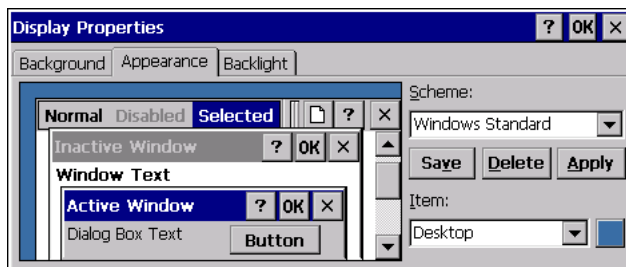 Display Properties ? OK ×
Background Appearance Backlight
Scheme:
Windows Standard
Save Delete Apply
Item:
Desktop
Normal Disabled Selected ? ×
Inactive Window ? OK ×
Window Text
Active Window ? OK ×
Dialog Box Text Button